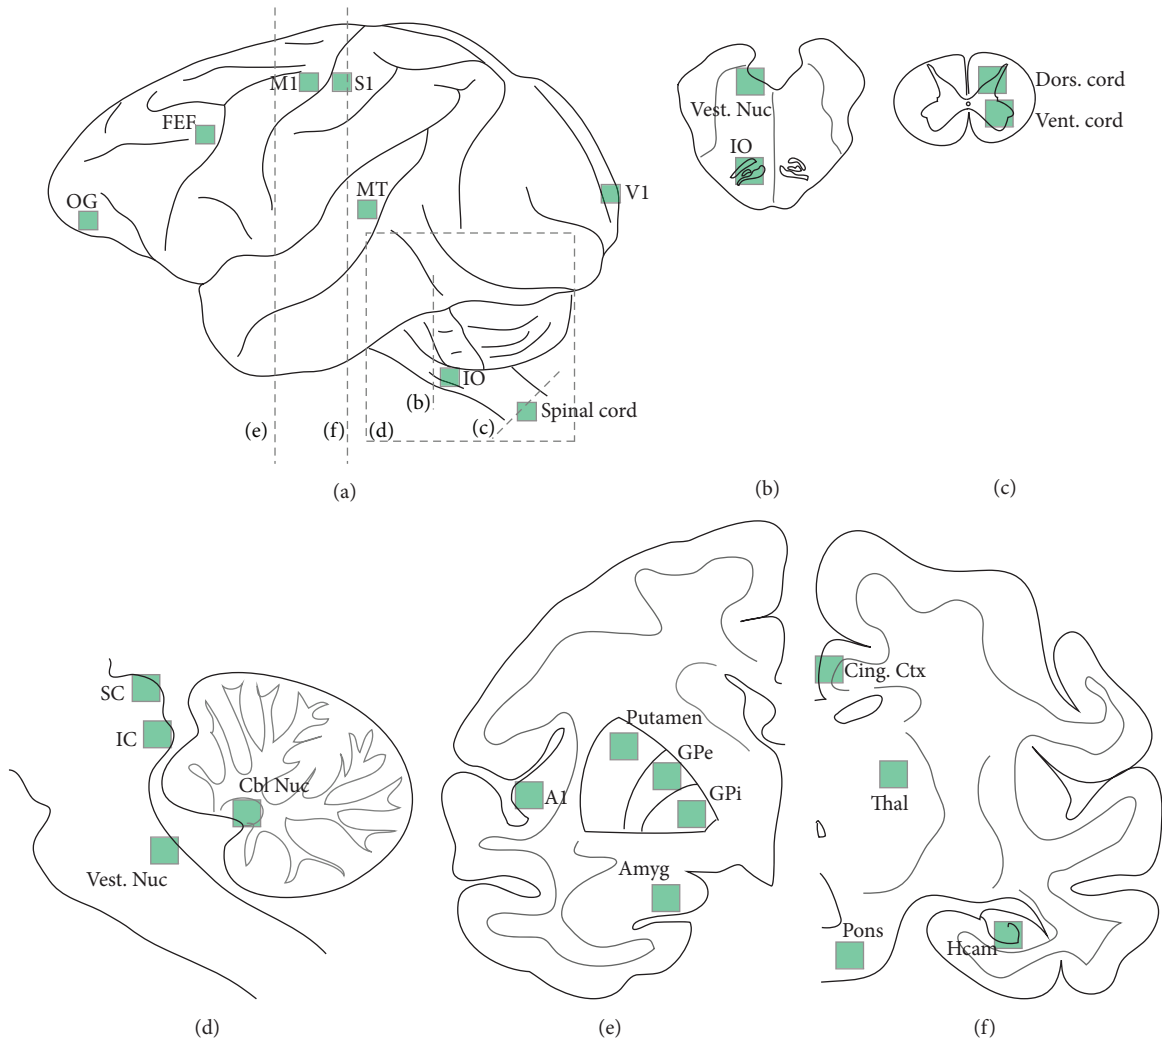 M1
S1
FEF
OG
MT
V1
IO
Spinal cord
(b)
(c)
(d)
(e)
(f)
(a)
Vest. Nuc
IO
(b)
Dors. cord
Vent. cord
(c)
SC
IC
Cbl Nuc
Vest. Nuc
(d)
Putamen
GPe
GPi
A1
Amyg
(e)
Cing. Ctx
Thal
Pons
Hcam
(f)